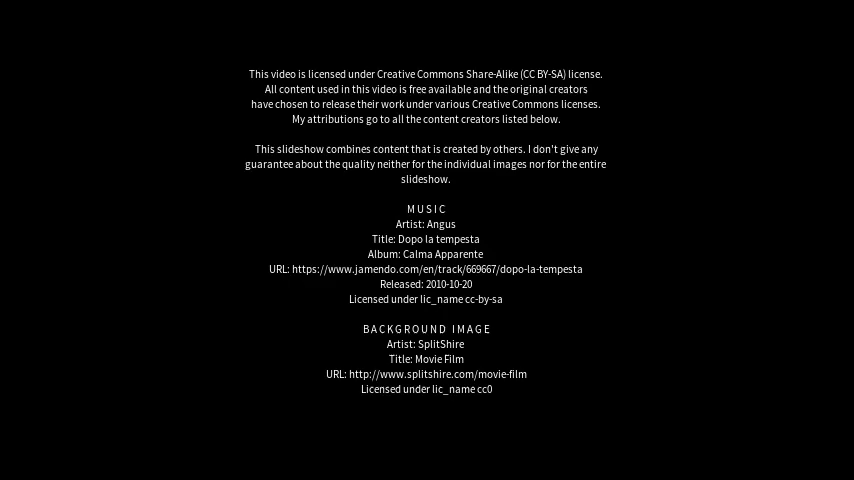 This video is licensed under Creative Commons Share-Alike (CC BY-SA) license.
All content used in this video is free available and the original creators
have chosen to release their work under various Creative Commons licenses.
My attributions go to all the content creators listed below.
This slideshow combines content that is created by others. I don't give any
guarantee about the quality neither for the individual images nor for the entire
slideshow.
MUSIC
Artist: Angus
Title: Dopo la tempesta
Album: Calma Apparente
URL: https://www.jamendo.com/en/track/669667/dopo-la-tempesta
Released: 2010-10-20
Licensed under lic_name cc-by-sa
BACKGROUND IMAGE
Artist: SplitShire
Title: Movie Film
URL: http://www.splitshire.com/movie-film
Licensed under lic_name cc0